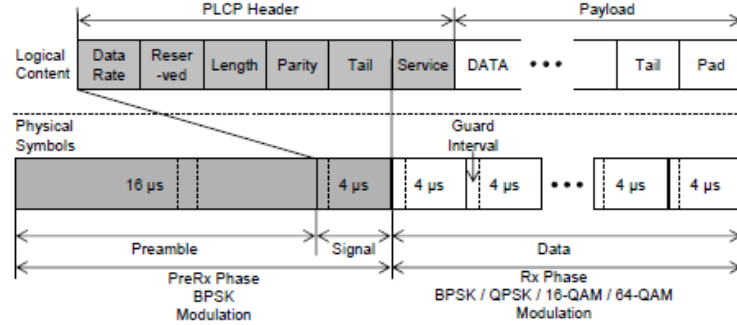 PLCP Header
Payload
Logical
Content
Data
Rate
Reser
-ved
Length
Parity
Tail
Service
DATA
• • •
Tail
Pad
Physical
Symbols
Guard
Interval
16 µs
4 µs
4 µs
4 µs
• • •
4 µs
4 µs
Preamble
Signal
Data
PreRx Phase
BPSK
Modulation
Rx Phase
BPSK / QPSK / 16-QAM / 64-QAM
Modulation